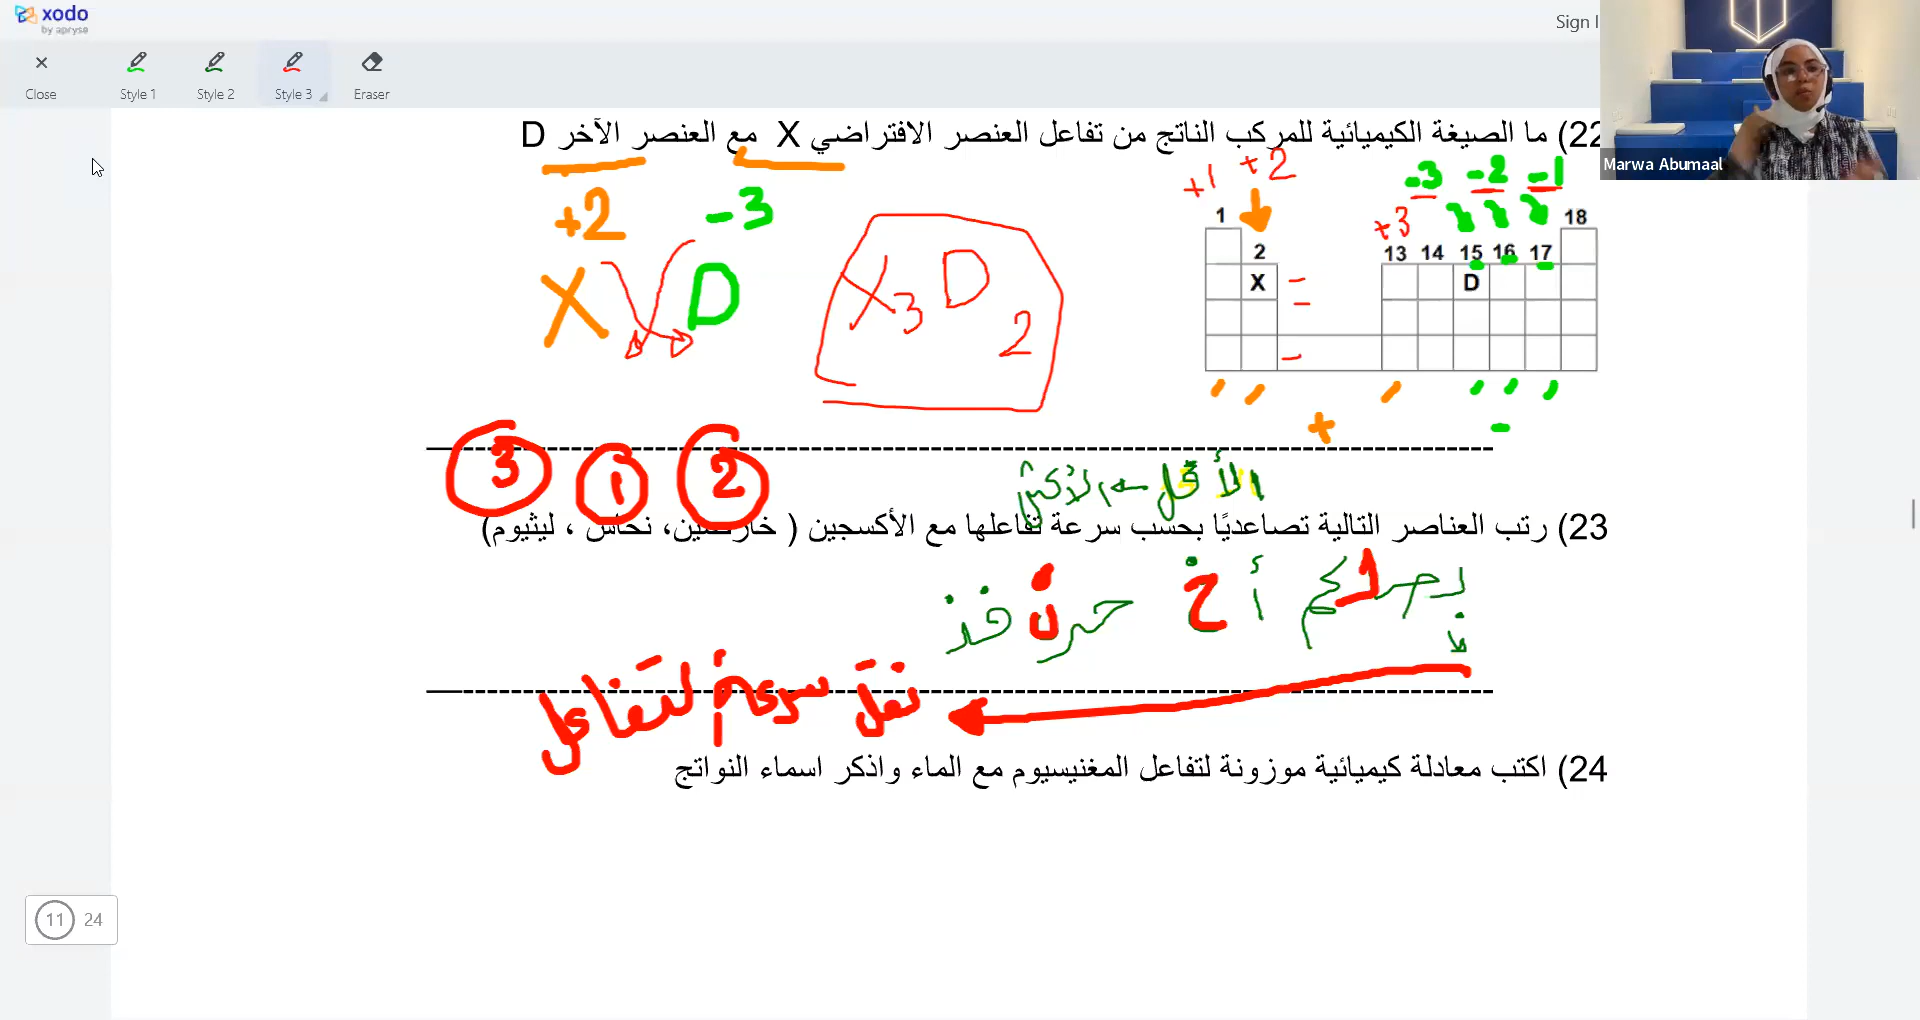 xodo
by apryse
Sign I
Close
Style 1
Style 2
Style 3
Eraser
Marwa Abumaal
22) ما الصيغة الكيميائية للمركب الناتج من تفاعل العنصر الافتراضي X مع العنصر الآخر D
+2 -3
X D
X3 D2
+1 +2 +3 -3 -2 -1
1 18
2 13 14 15 16 17
X = D
-
+ -
3 1 2
الأقل ← الأكثر
23) رتب العناصر التالية تصاعديًا بحسب سرعة تفاعلها مع الأكسجين ( خارصين، نحاس ، ليثيوم)
تقل سرعة التفاعل
24) اكتب معادلة كيميائية موزونة لتفاعل المغنيسيوم مع الماء واذكر اسماء النواتج
11 24